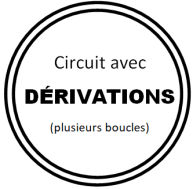 Circuit avec
DÉRIVATIONS
(plusieurs boucles)